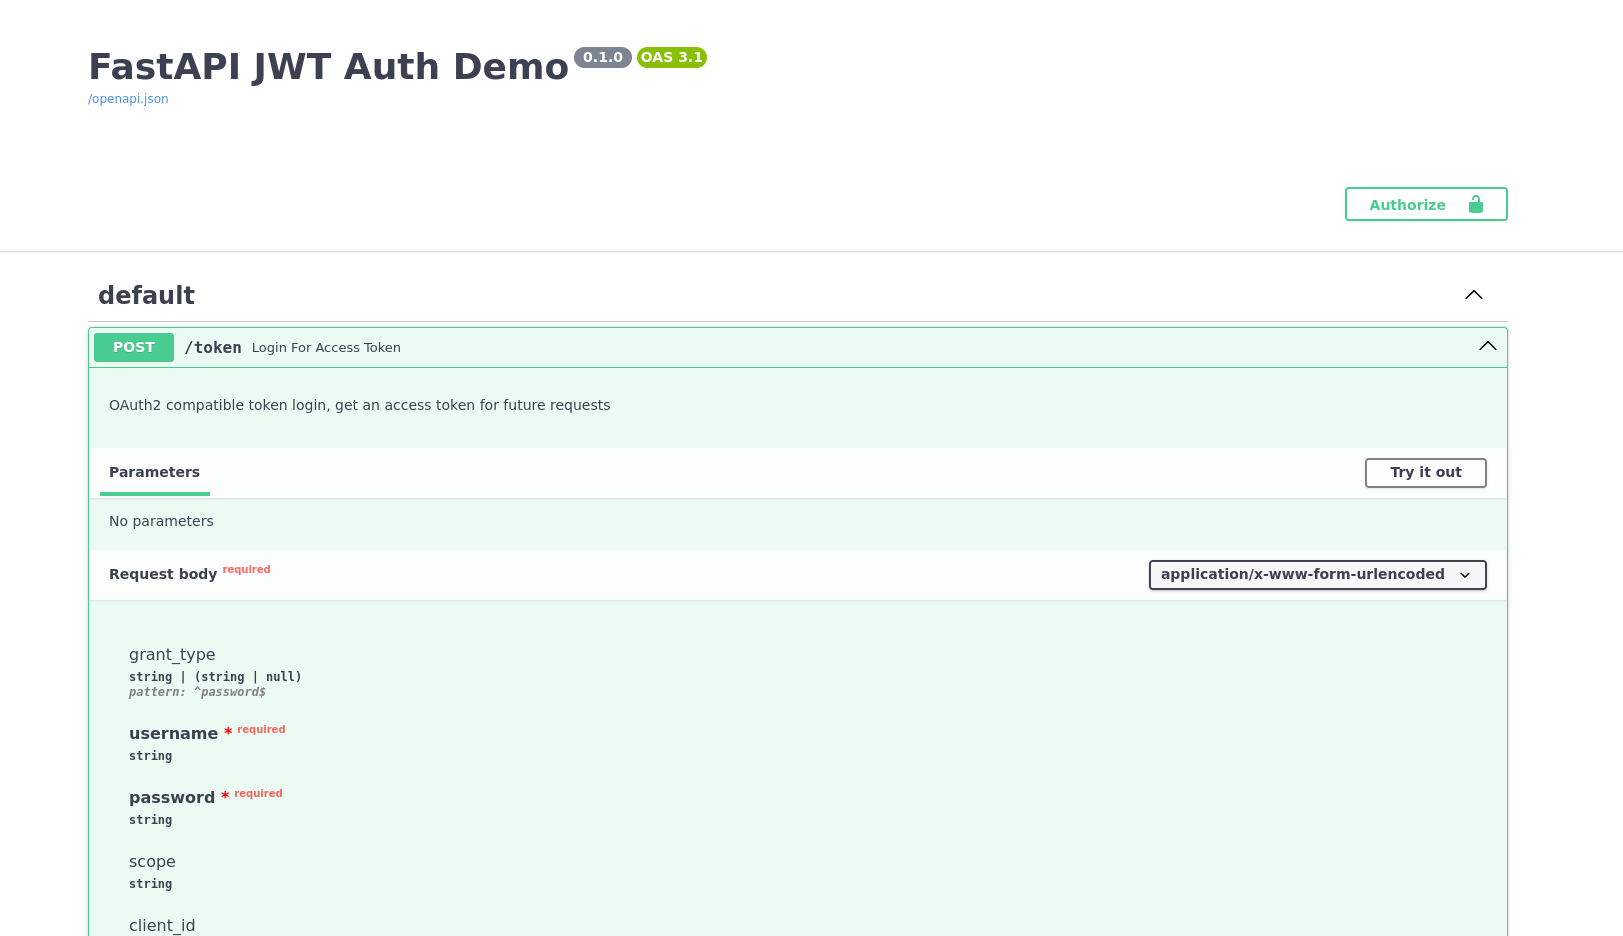 FastAPI JWT Auth Demo 0.1.0 OAS 3.1
/openapi.json
Authorize
default
POST /token Login For Access Token
OAuth2 compatible token login, get an access token for future requests
Parameters Try it out
No parameters
Request body required application/x-www-form-urlencoded
grant_type
string | (string | null)
pattern: ^password$
username * required
string
password * required
string
scope
string
client_id